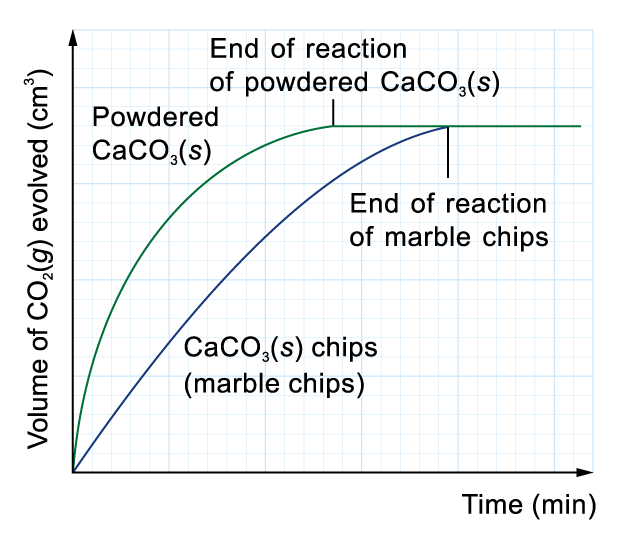 End of reaction
of powdered CaCO₃(s)
Powdered
CaCO₃(s)
End of reaction
of marble chips
CaCO₃(s) chips
(marble chips)
Volume of CO₂(g) evolved (cm³)
Time (min)